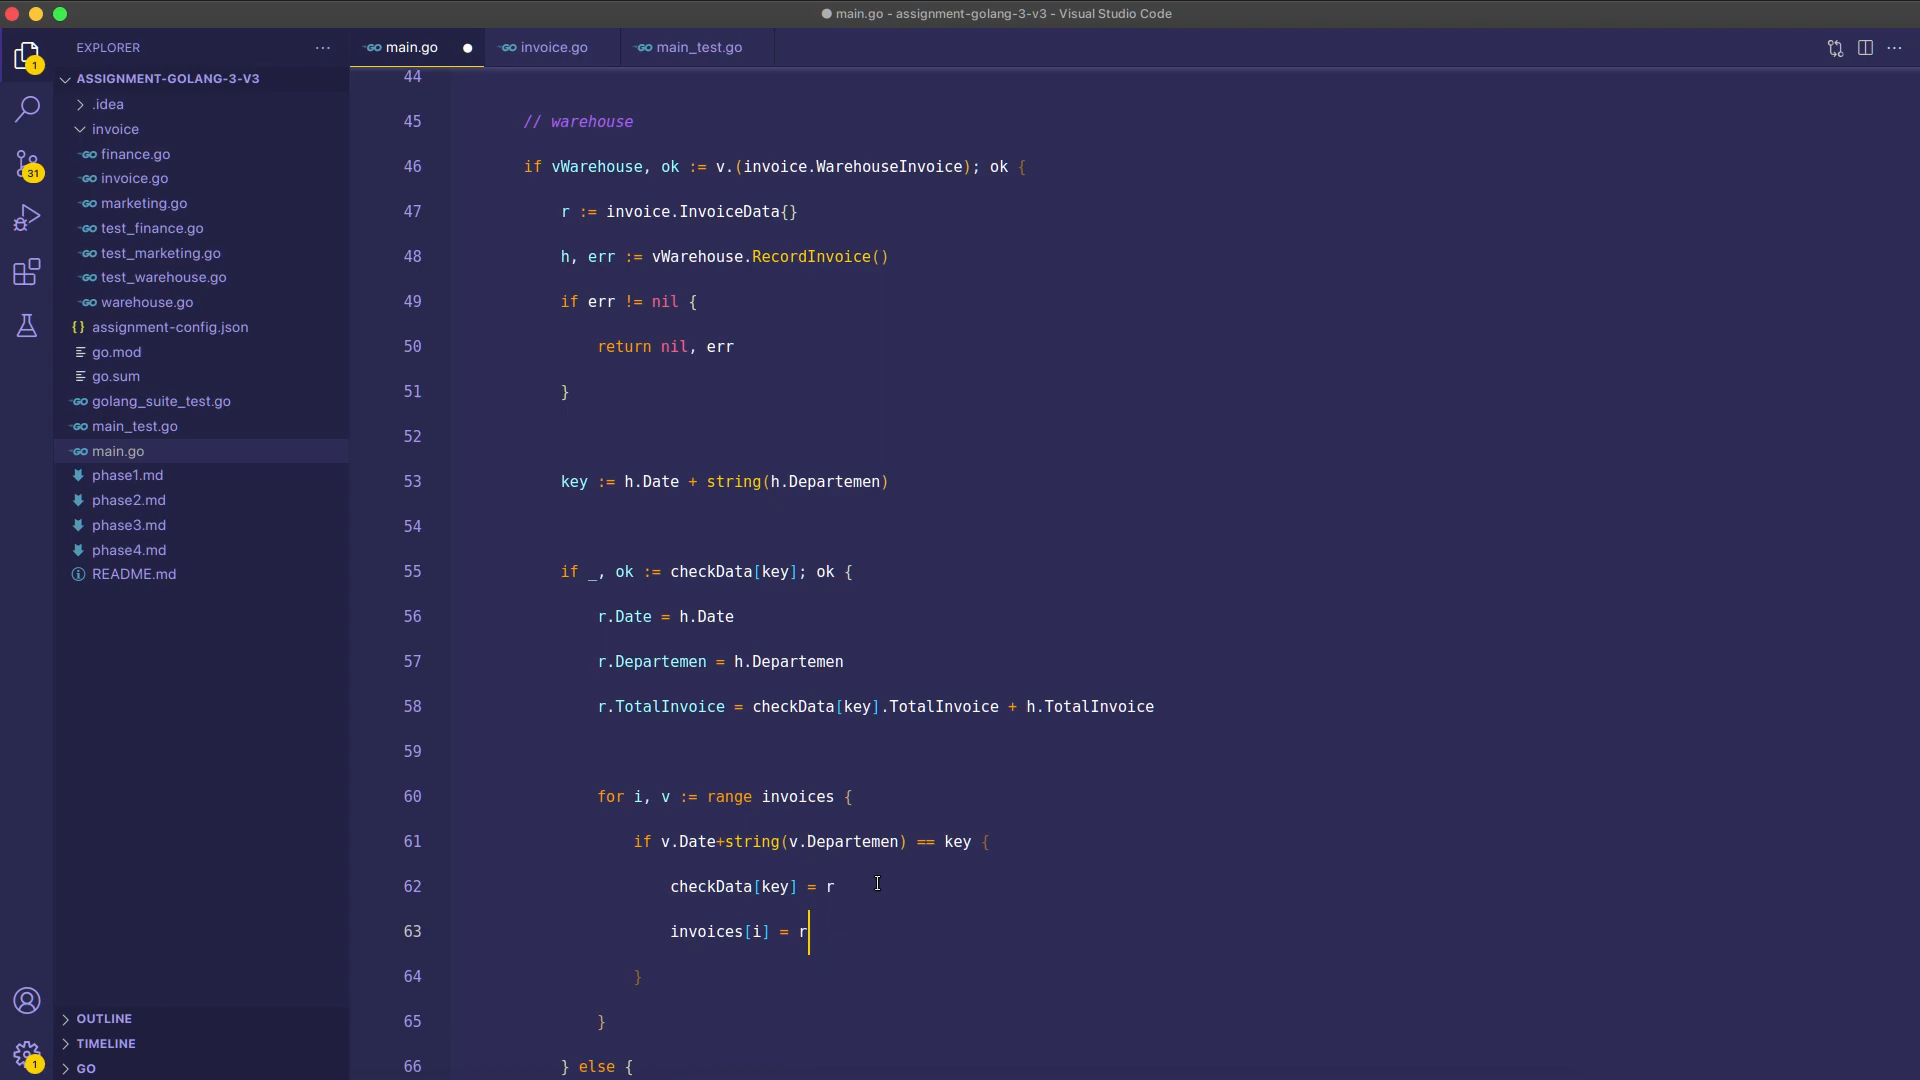 main.go - assignment-golang-3-v3 - Visual Studio Code
EXPLORER
main.go
invoice.go
main_test.go
1
31
1
ASSIGNMENT-GOLANG-3-V3
.idea
invoice
finance.go
invoice.go
marketing.go
test_finance.go
test_marketing.go
test_warehouse.go
warehouse.go
assignment-config.json
go.mod
go.sum
golang_suite_test.go
main_test.go
main.go
phase1.md
phase2.md
phase3.md
phase4.md
README.md
OUTLINE
TIMELINE
GO
44
45 // warehouse
46 if vWarehouse, ok := v.(invoice.WarehouseInvoice); ok {
47 r := invoice.InvoiceData{}
48 h, err := vWarehouse.RecordInvoice()
49 if err != nil {
50 return nil, err
51 }
52
53 key := h.Date + string(h.Departemen)
54
55 if _, ok := checkData[key]; ok {
56 r.Date = h.Date
57 r.Departemen = h.Departemen
58 r.TotalInvoice = checkData[key].TotalInvoice + h.TotalInvoice
59
60 for i, v := range invoices {
61 if v.Date+string(v.Departemen) == key {
62 checkData[key] = r
63 invoices[i] = r
64 }
65 }
66 } else {